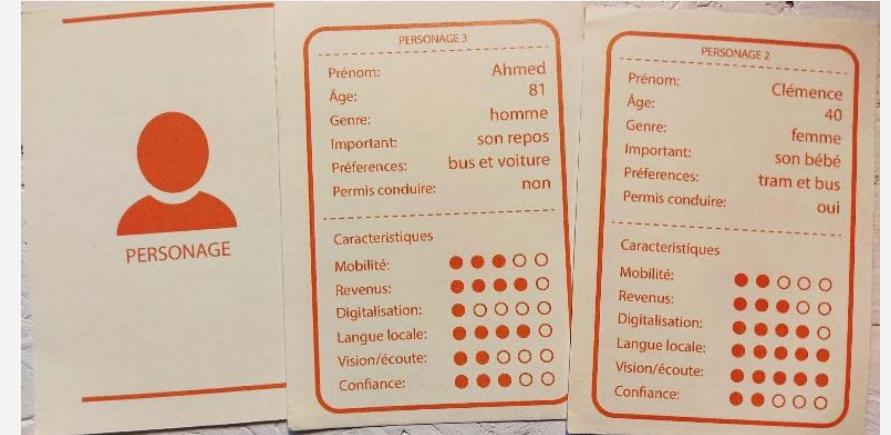 PERSONAGE
PERSONAGE 3
Prénom: Ahmed
Âge: 81
Genre: homme
Important: son repos
Préferences: bus et voiture
Permis conduire: non
Caracteristiques
Mobilité:
Revenus:
Digitalisation:
Langue locale:
Vision/écoute:
Confiance:
PERSONAGE 2
Prénom: Clémence
Âge: 40
Genre: femme
Important: son bébé
Préferences: tram et bus
Permis conduire: oui
Caracteristiques
Mobilité:
Revenus:
Digitalisation:
Langue locale:
Vision/écoute:
Confiance: